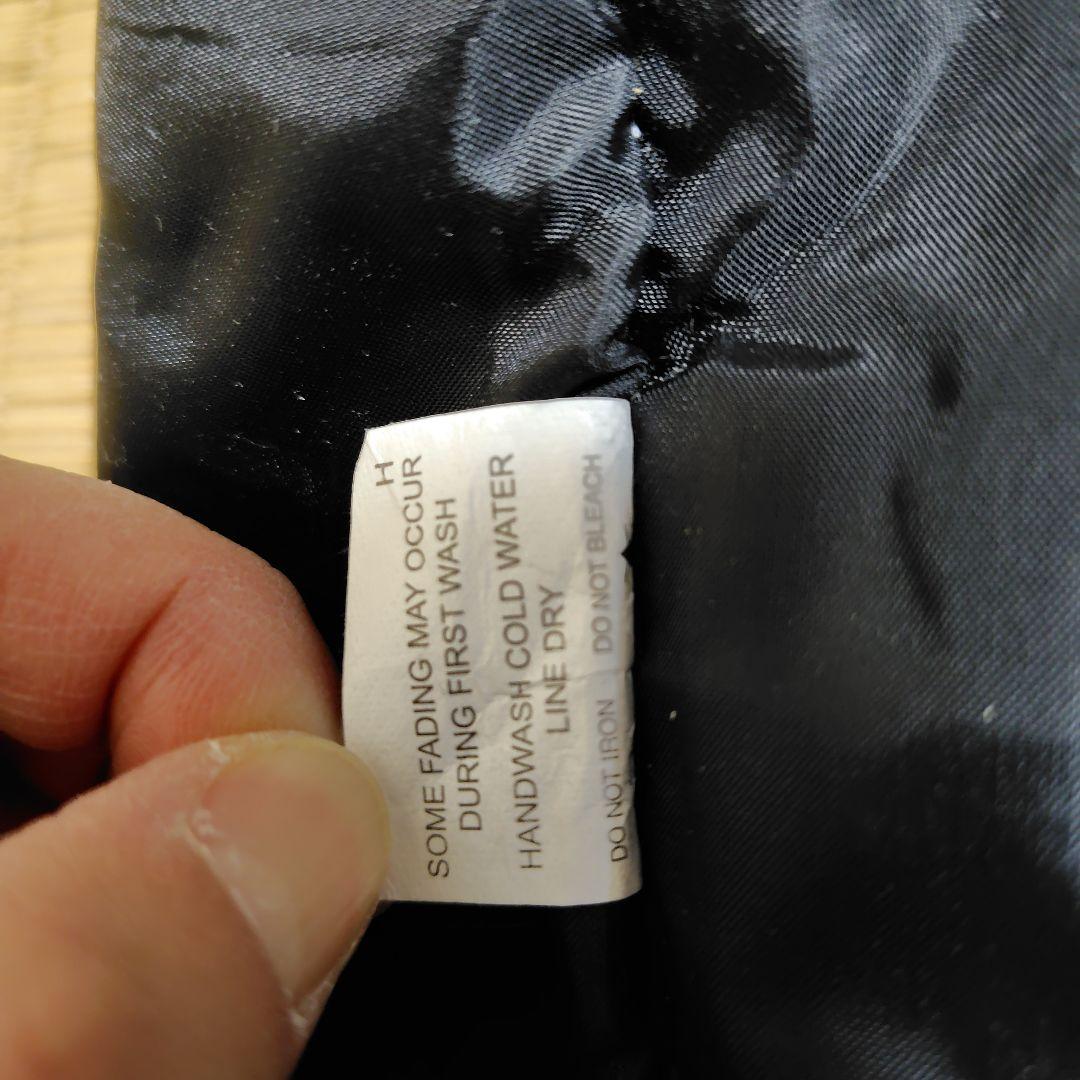 H
SOME FADING MAY OCCUR
DURING FIRST WASH
HANDWASH COLD WATER
LINE DRY
DO NOT IRON DO NOT BLEACH